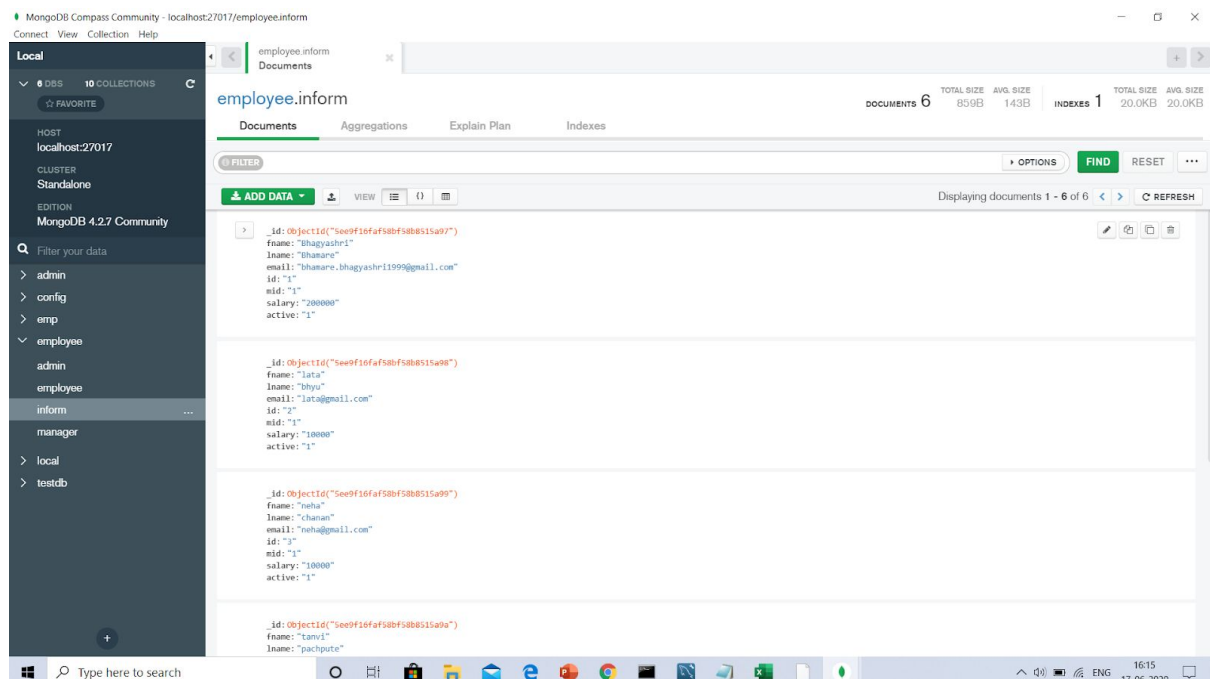 MongoDB Compass Community - localhost:27017/employee.inform
Connect View Collection Help
Local
6 DBS 10 COLLECTIONS
FAVORITE
HOST
localhost:27017
CLUSTER
Standalone
EDITION
MongoDB 4.2.7 Community
Filter your data
admin
config
emp
employee
admin
employee
inform ...
manager
local
testdb
employee.inform
Documents
employee.inform
DOCUMENTS 6 TOTAL SIZE 859B AVG. SIZE 143B INDEXES 1 TOTAL SIZE 20.0KB AVG. SIZE 20.0KB
Documents Aggregations Explain Plan Indexes
FILTER OPTIONS FIND RESET ...
ADD DATA VIEW {} Displaying documents 1 - 6 of 6 REFRESH
_id: ObjectId("5ee9f16faf58bf58b8515a97")
fname: "Bhagyashri"
lname: "Bhamare"
email: "bhamare.bhagyashri1999@gmail.com"
id: "1"
mid: "1"
salary: "200000"
active: "1"
_id: ObjectId("5ee9f16faf58bf58b8515a98")
fname: "lata"
lname: "bhyu"
email: "lata@gmail.com"
id: "2"
mid: "1"
salary: "10000"
active: "1"
_id: ObjectId("5ee9f16faf58bf58b8515a99")
fname: "neha"
lname: "chanan"
email: "neha@gmail.com"
id: "3"
mid: "1"
salary: "10000"
active: "1"
_id: ObjectId("5ee9f16faf58bf58b8515a9a")
fname: "tanvi"
lname: "pachpute"
Type here to search
ENG
16:15
17-06-2020